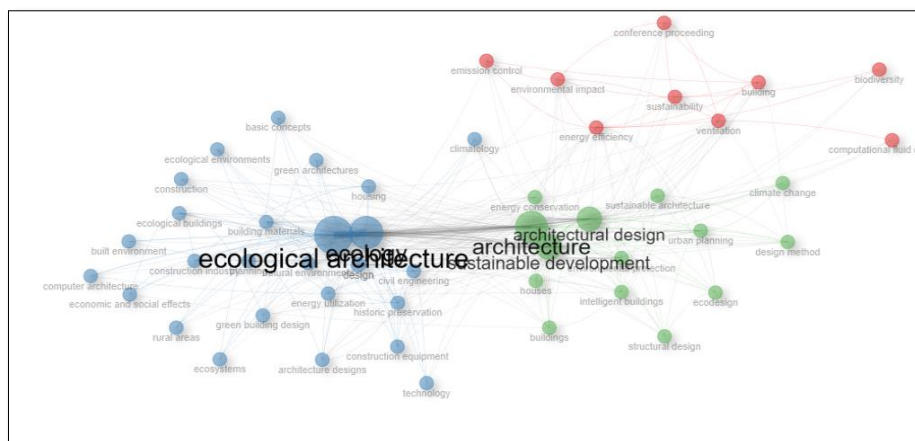 conference proceeding
emission control
biodiversity
environmental impact
building
sustainability
basic concepts
ventilation
energy efficiency
climatology
computational fluid
ecological environments
green architectures
construction
housing
climate change
energy conservation
sustainable architecture
ecological buildings
building materials
architectural design
urban planning
built environment
ecology
architecture
design method
ecological architecture
sustainable development
construction industry
design
civil engineering
computer architecture
houses
economic and social effects
energy utilization
historic preservation
intelligent buildings
ecodesign
green building design
rural areas
buildings
structural design
construction equipment
ecosystems
architecture designs
technology